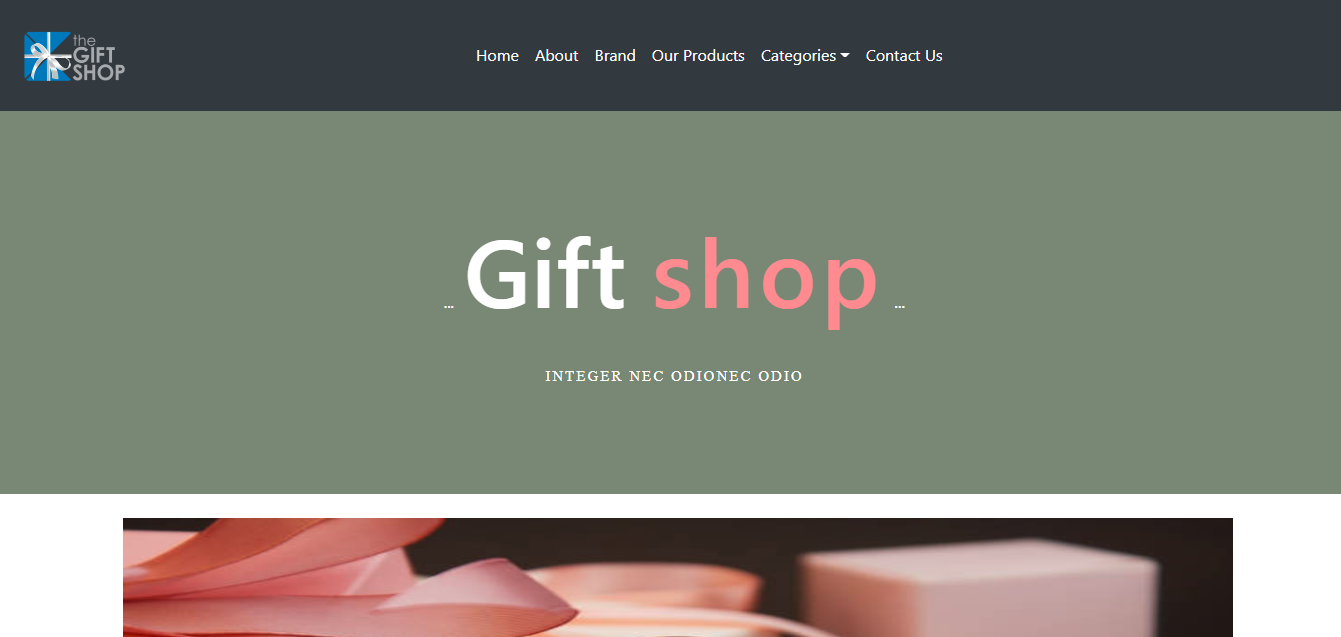 the
GIFT
SHOP
Home About Brand Our Products Categories Contact Us
... Gift shop ...
INTEGER NEC ODIONEC ODIO